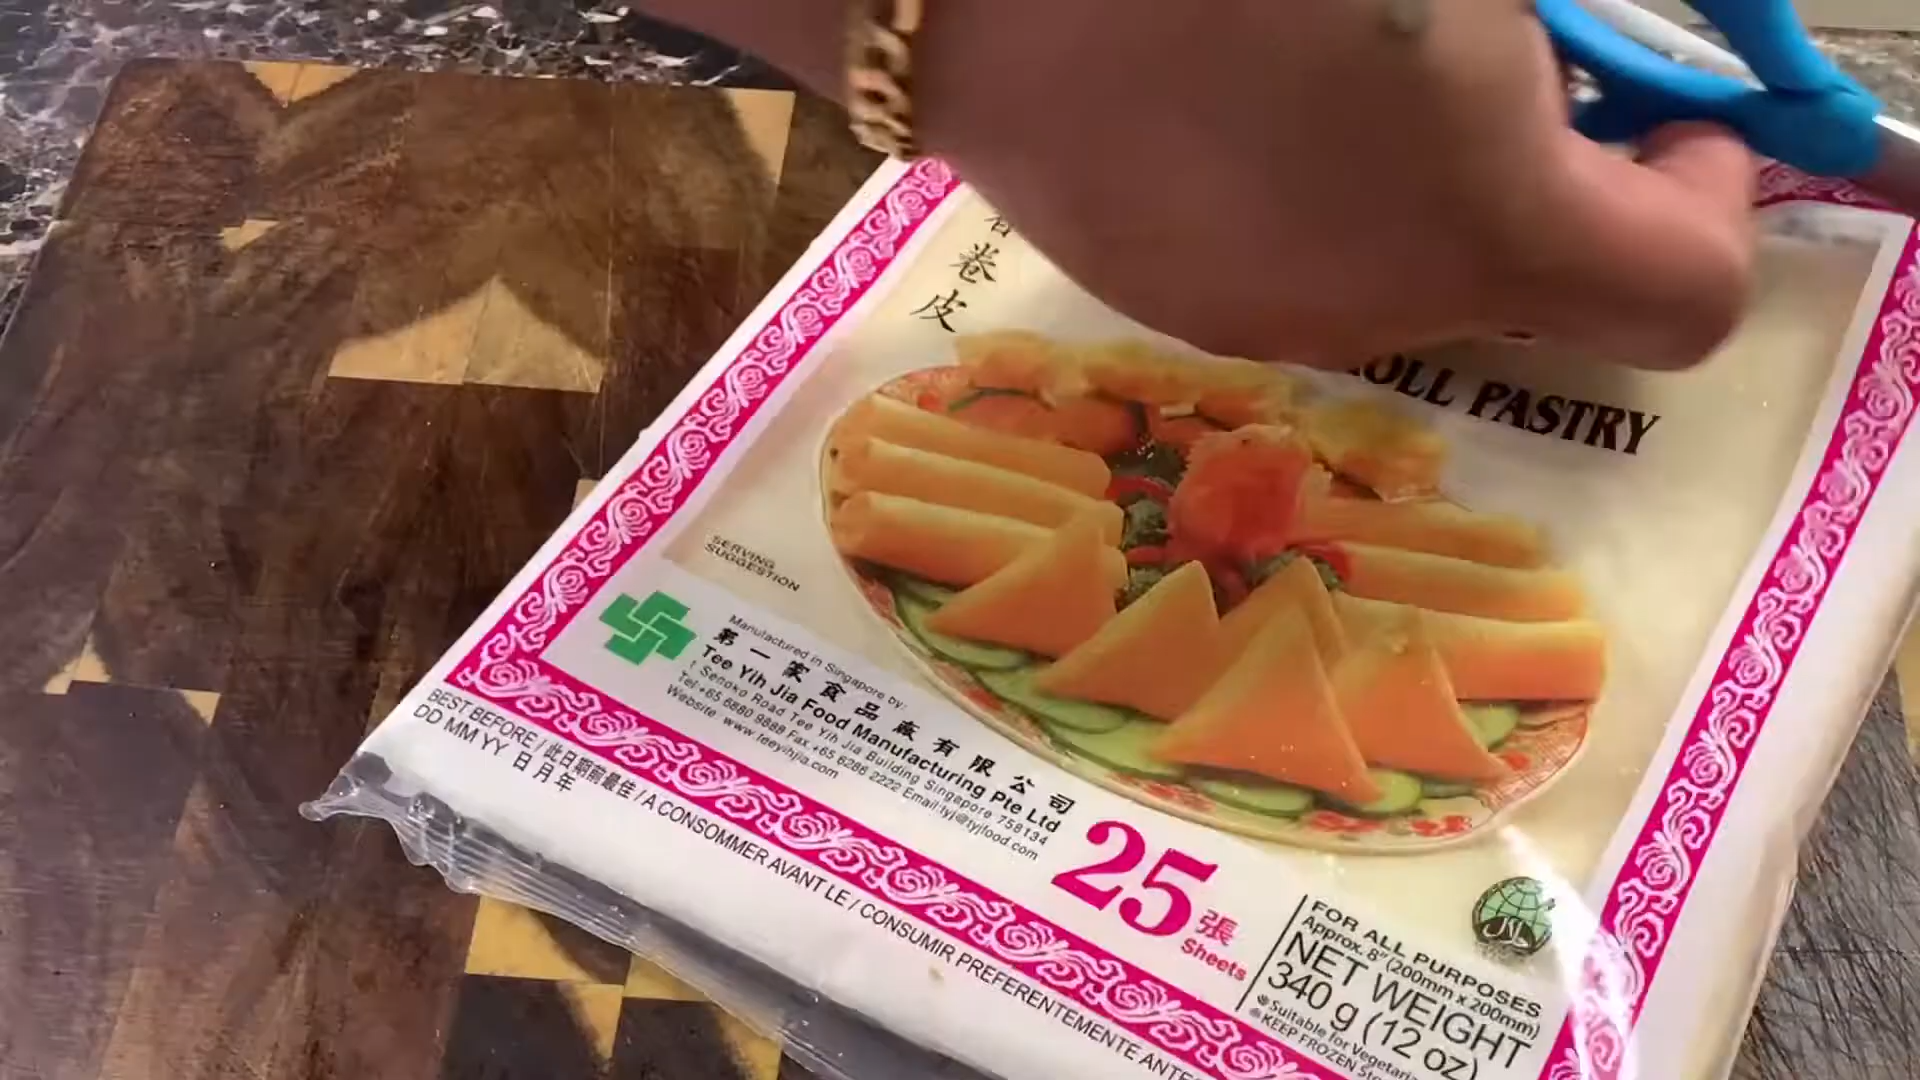 卷
皮
ROLL PASTRY
SERVING
SUGGESTION
Manufactured in Singapore by:
第一家食品廠有限公司
Tee Yih Jia Food Manufacturing Pte Ltd
1 Senoko Road Tee Yih Jia Building Singapore 758134
Tel +65 6880 9888 Fax +65 6286 2222 Email:tyj@tyjfood.com
Website: www.teeyihjia.com
25 張
Sheets
FOR ALL PURPOSES
Approx. 8" (200mm x 200mm)
NET WEIGHT
340 g (12 oz)
Suitable for
KEEP FROZEN
BEST BEFORE / 此日期前最佳 / A CONSOMMER AVANT LE / CONSUMIR PREFERENTEMENTE
DD MM YY 日月年